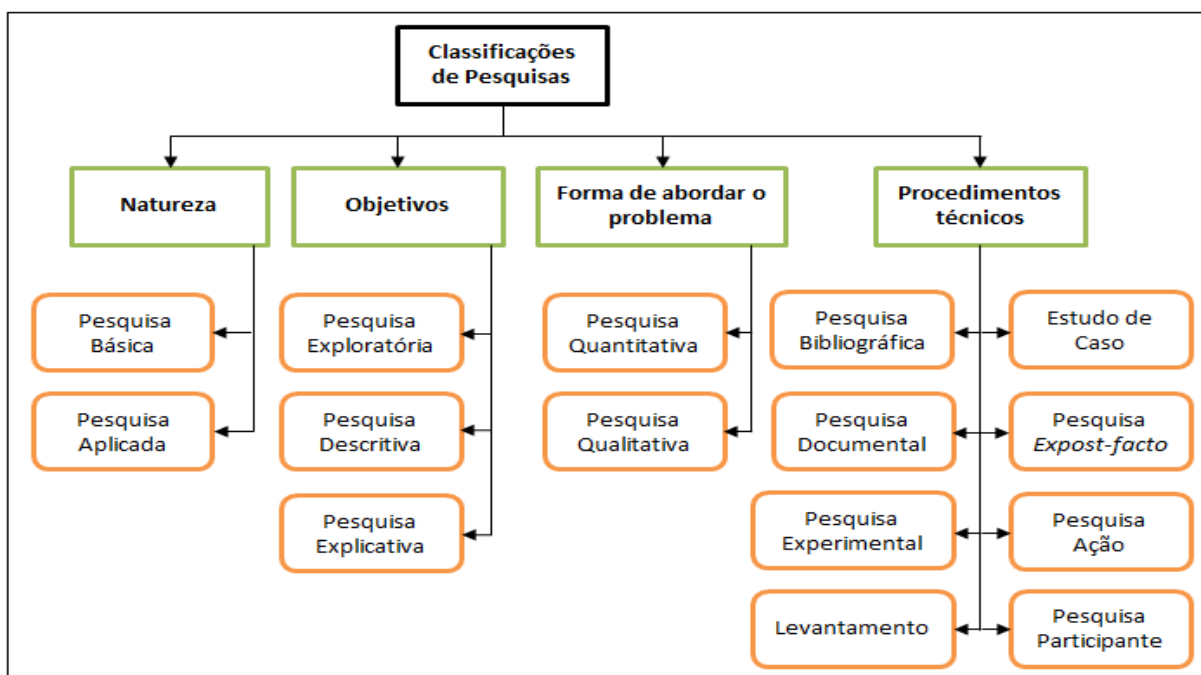 Classificações
de Pesquisas
Natureza
Objetivos
Forma de abordar o
problema
Procedimentos
técnicos
Pesquisa
Básica
Pesquisa
Aplicada
Pesquisa
Exploratória
Pesquisa
Descritiva
Pesquisa
Explicativa
Pesquisa
Quantitativa
Pesquisa
Qualitativa
Pesquisa
Bibliográfica
Pesquisa
Documental
Pesquisa
Experimental
Levantamento
Estudo de
Caso
Pesquisa
Expost-facto
Pesquisa
Ação
Pesquisa
Participante